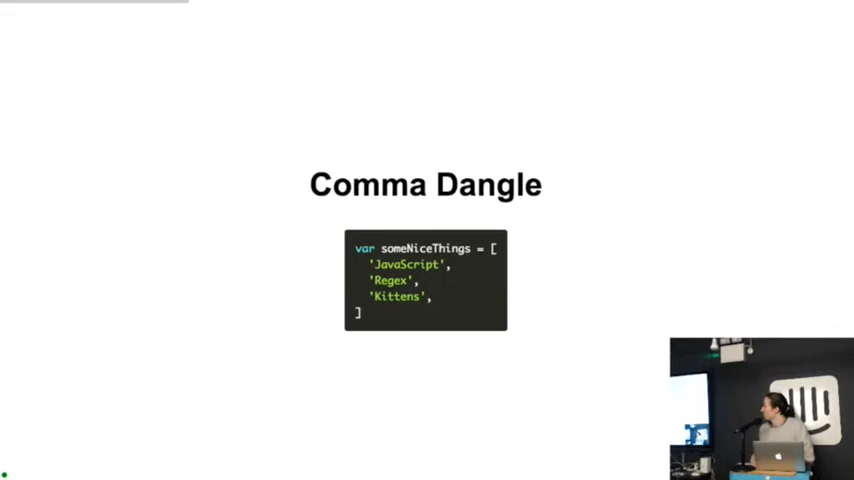 Comma Dangle
var someNiceThings = [
  'JavaScript',
  'Regex',
  'Kittens',
]